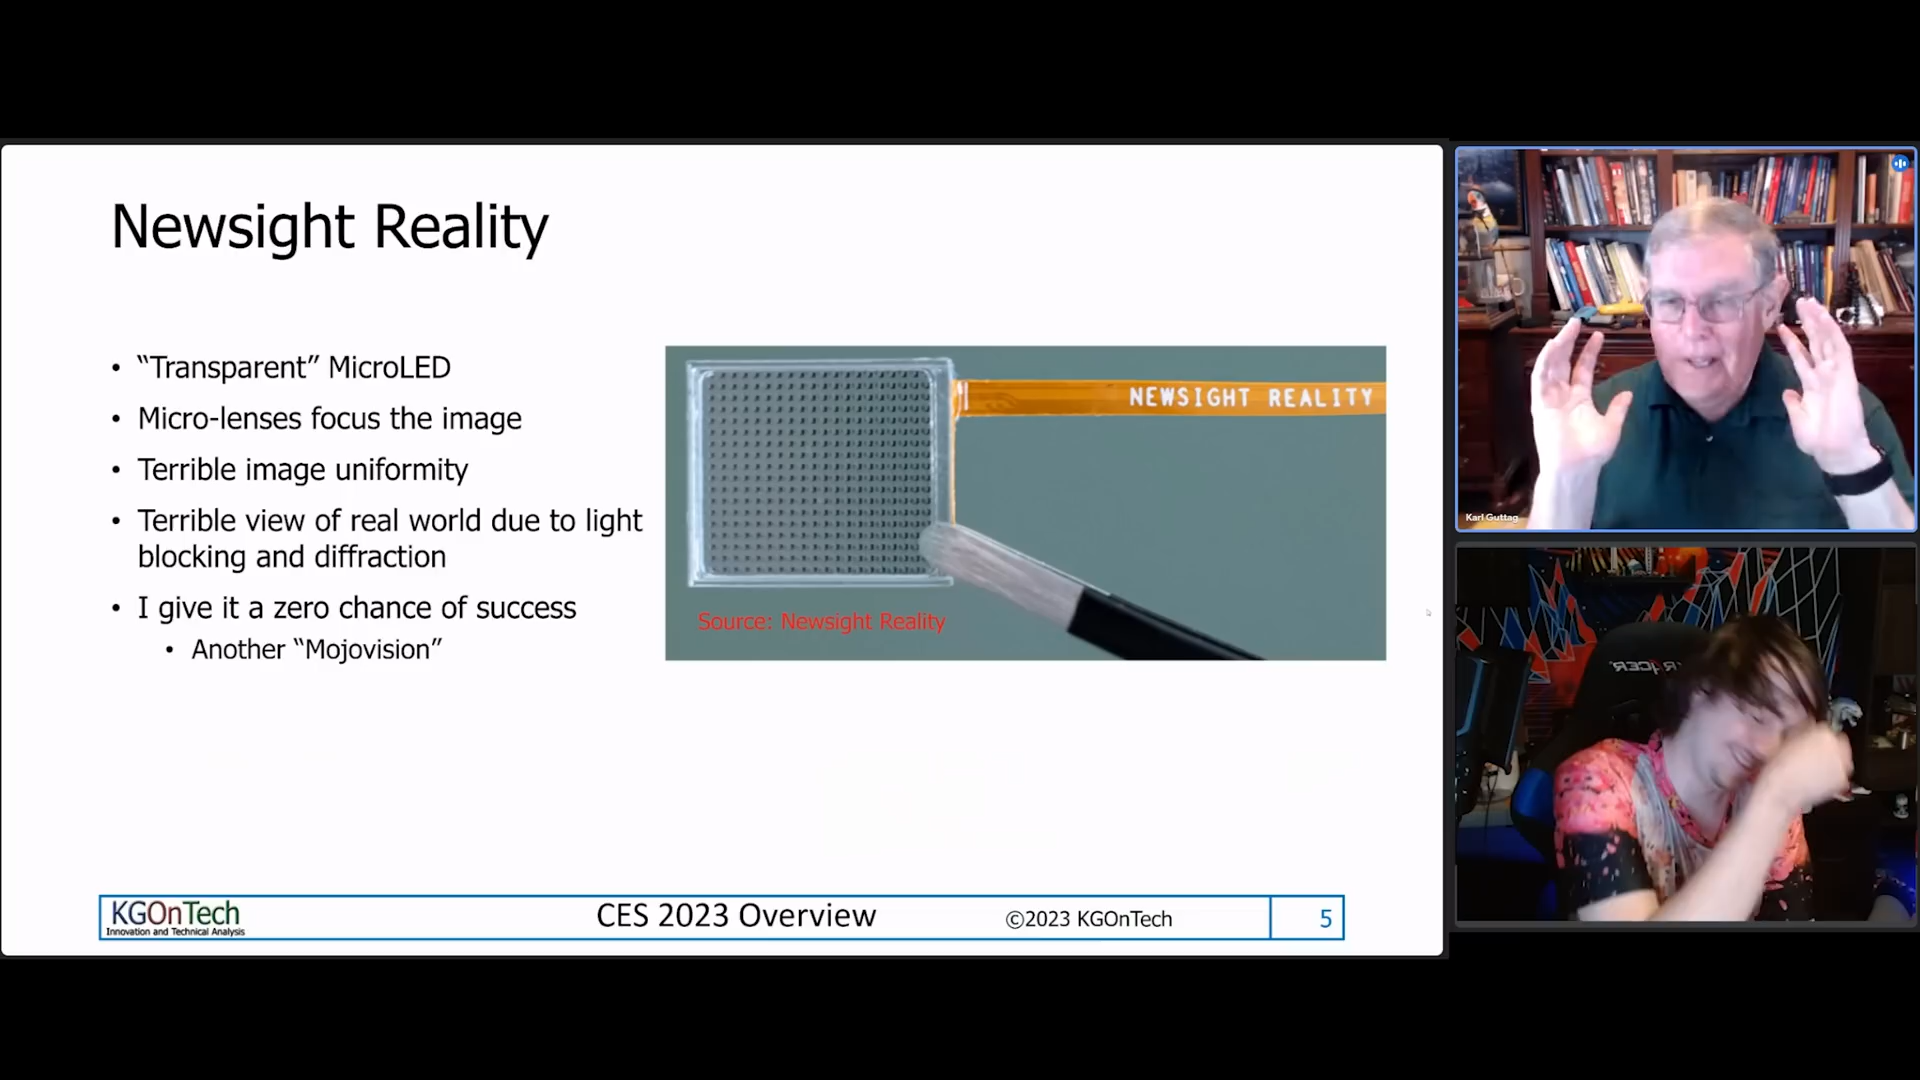 Newsight Reality
• “Transparent” MicroLED
• Micro-lenses focus the image
• Terrible image uniformity
• Terrible view of real world due to light
blocking and diffraction
• I give it a zero chance of success
• Another “Mojovision”
NEWSIGHT REALITY
Source: Newsight Reality
KGOnTech
Innovation and Technical Analysis
CES 2023 Overview
©2023 KGOnTech
5
Karl Guttag